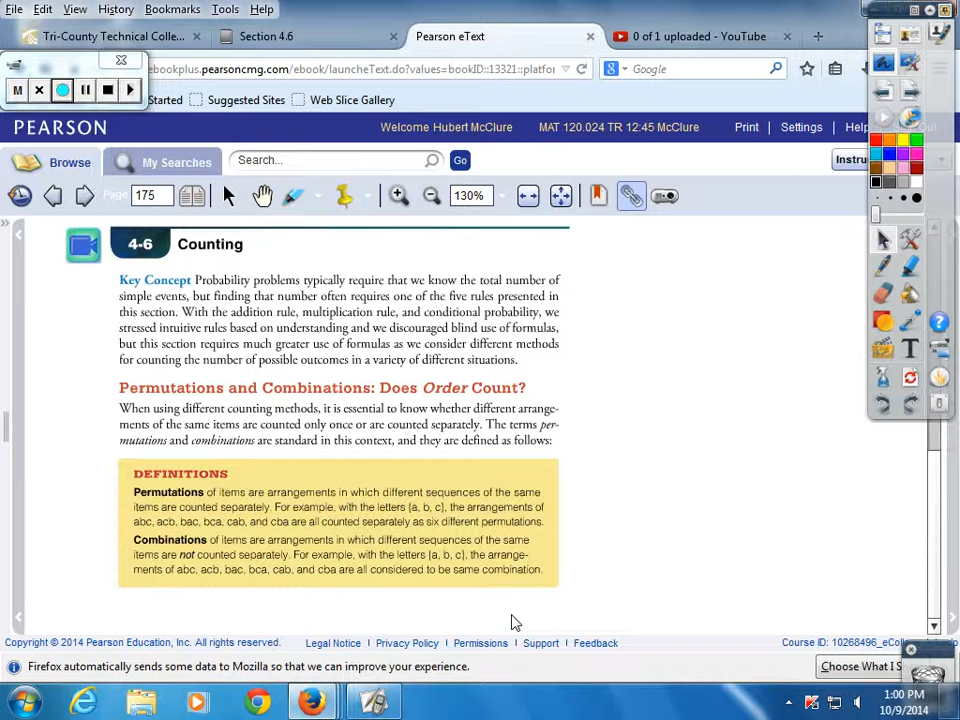 File Edit View History Bookmarks Tools Help
Tri-County Technical Colle... Section 4.6 Pearson eText 0 of 1 uploaded - YouTube
ebookplus.pearsoncmg.com/ebook/launcheText.do?values=bookID::13321::platfor Google
M
Started Suggested Sites Web Slice Gallery
PEARSON Welcome Hubert McClure MAT 120.024 TR 12:45 McClure Print Settings Help
Browse My Searches Search... Go Instru
Page 175 130%
4-6 Counting
Key Concept Probability problems typically require that we know the total number of
simple events, but finding that number often requires one of the five rules presented in
this section. With the addition rule, multiplication rule, and conditional probability, we
stressed intuitive rules based on understanding and we discouraged blind use of formulas,
but this section requires much greater use of formulas as we consider different methods
for counting the number of possible outcomes in a variety of different situations.
Permutations and Combinations: Does Order Count?
When using different counting methods, it is essential to know whether different arrange-
ments of the same items are counted only once or are counted separately. The terms per-
mutations and combinations are standard in this context, and they are defined as follows:
DEFINITIONS
Permutations of items are arrangements in which different sequences of the same
items are counted separately. For example, with the letters {a, b, c}, the arrangements of
abc, acb, bac, bca, cab, and cba are all counted separately as six different permutations.
Combinations of items are arrangements in which different sequences of the same
items are not counted separately. For example, with the letters {a, b, c}, the arrange-
ments of abc, acb, bac, bca, cab, and cba are all considered to be same combination.
Copyright © 2014 Pearson Education, Inc. All rights reserved. Legal Notice | Privacy Policy | Permissions | Support | Feedback Course ID: 10268496_eColle
Firefox automatically sends some data to Mozilla so that we can improve your experience. Choose What I S
1:00 PM
10/9/2014